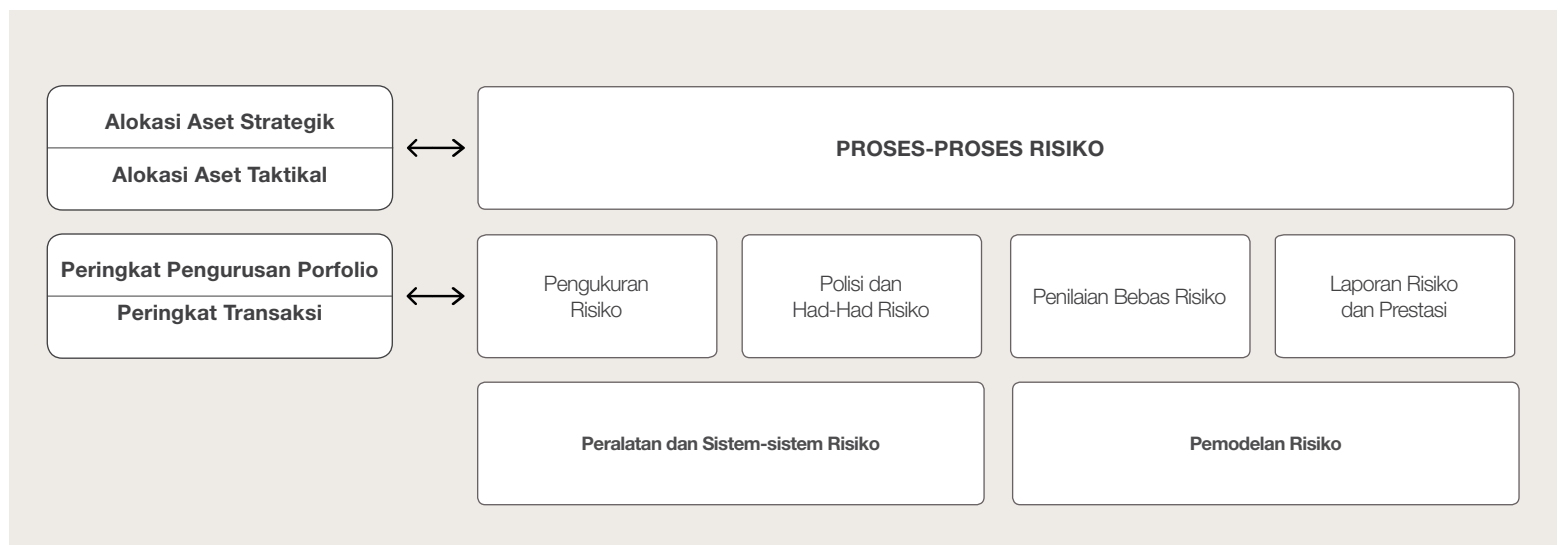 Alokasi Aset Strategik
Alokasi Aset Taktikal
PROSES-PROSES RISIKO
Peringkat Pengurusan Porfolio
Peringkat Transaksi
Pengukuran
Risiko
Polisi dan
Had-Had Risiko
Penilaian Bebas Risiko
Laporan Risiko
dan Prestasi
Peralatan dan Sistem-sistem Risiko
Pemodelan Risiko